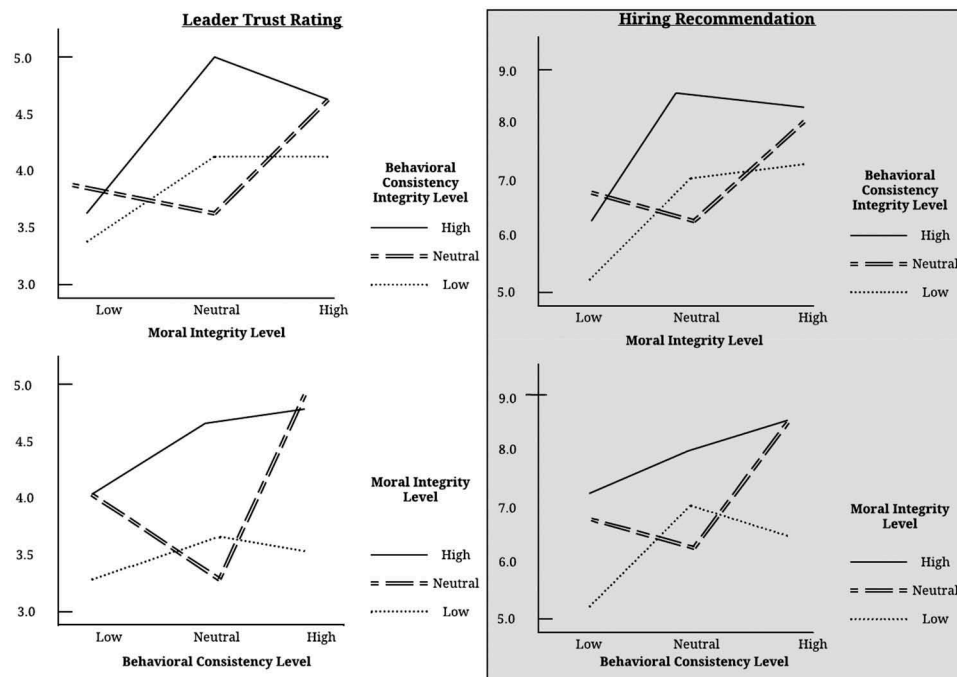 Leader Trust Rating
5.0
4.5
4.0
3.5
3.0
Low Neutral High
Moral Integrity Level
Behavioral
Consistency
Integrity Level
High
Neutral
Low
Hiring Recommendation
9.0
8.0
7.0
6.0
5.0
Low Neutral High
Moral Integrity Level
Behavioral
Consistency
Integrity Level
High
Neutral
Low
5.0
4.5
4.0
3.5
3.0
Low Neutral High
Behavioral Consistency Level
Moral Integrity
Level
High
Neutral
Low
9.0
8.0
7.0
6.0
5.0
Low Neutral High
Behavioral Consistency Level
Moral Integrity
Level
High
Neutral
Low